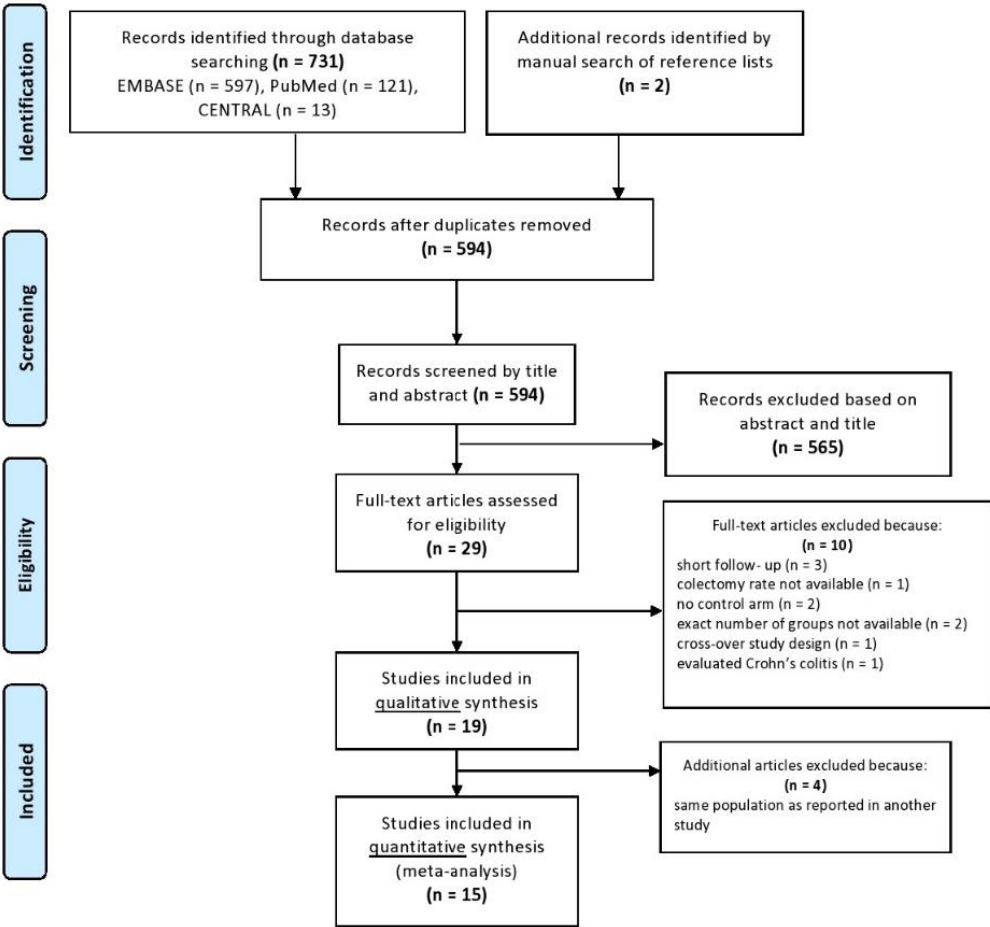 Identification
Records identified through database
searching (n = 731)
EMBASE (n = 597), PubMed (n = 121),
CENTRAL (n = 13)
Additional records identified by
manual search of reference lists
(n = 2)
Records after duplicates removed
(n = 594)
Screening
Records screened by title
and abstract (n = 594)
Records excluded based on
abstract and title
(n = 565)
Eligibility
Full-text articles assessed
for eligibility
(n = 29)
Full-text articles excluded because:
(n = 10)
short follow- up (n = 3)
colectomy rate not available (n = 1)
no control arm (n = 2)
exact number of groups not available (n = 2)
cross-over study design (n = 1)
evaluated Crohn's colitis (n = 1)
Studies included in
qualitative synthesis
(n = 19)
Included
Additional articles excluded because:
(n = 4)
same population as reported in another
study
Studies included in
quantitative synthesis
(meta-analysis)
(n = 15)